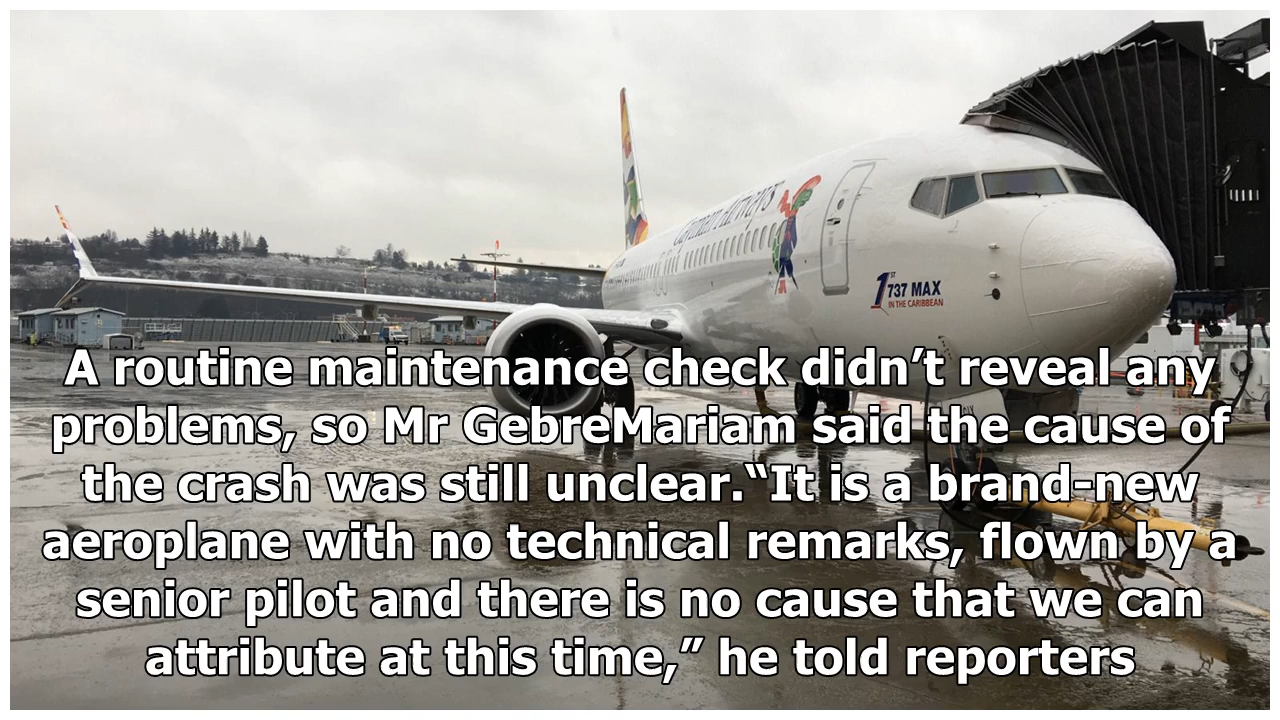 Cayman Airways
1ST
737 MAX
IN THE CARIBBEAN
A routine maintenance check didn’t reveal any
problems, so Mr GebreMariam said the cause of
the crash was still unclear.“It is a brand-new
aeroplane with no technical remarks, flown by a
senior pilot and there is no cause that we can
attribute at this time,” he told reporters